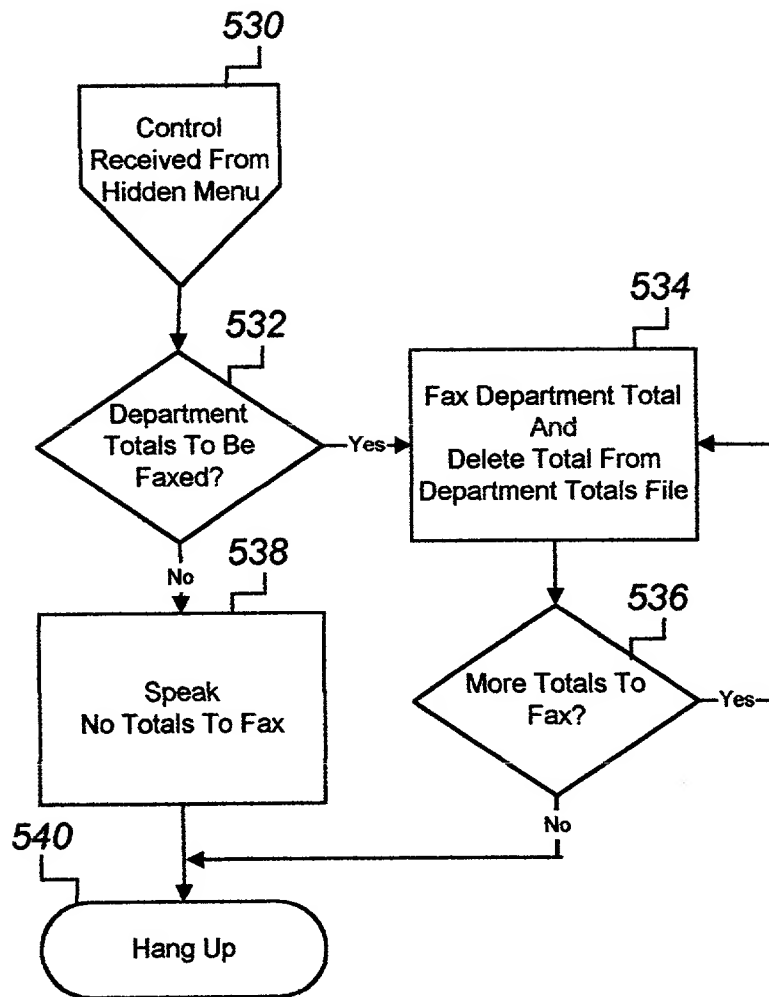 530
Control
Received From
Hidden Menu
532
Department
Totals To Be
Faxed?
Yes
534
Fax Department Total
And
Delete Total From
Department Totals File
No
538
Speak
No Totals To Fax
536
More Totals To
Fax?
Yes
No
540
Hang Up